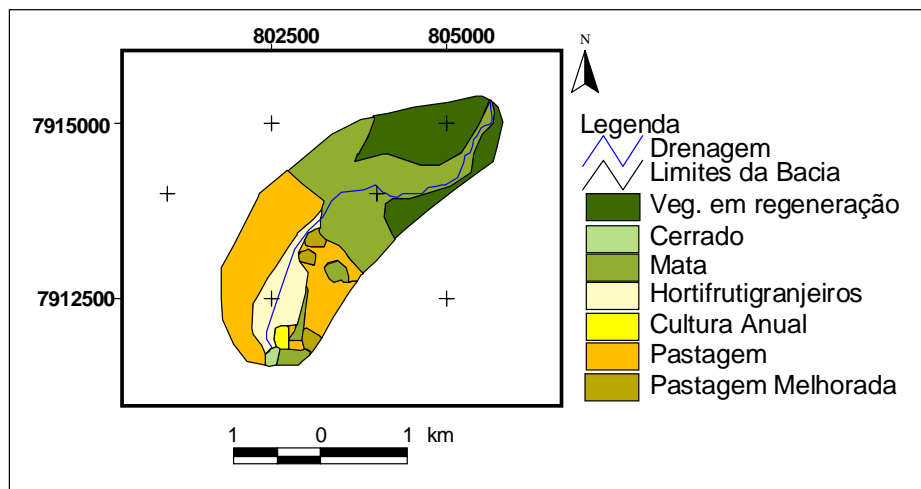 802500 805000
N
7915000
7912500
Legenda
Drenagem
Limites da Bacia
Veg. em regeneração
Cerrado
Mata
Hortifrutigranjeiros
Cultura Anual
Pastagem
Pastagem Melhorada
1 0 1 km